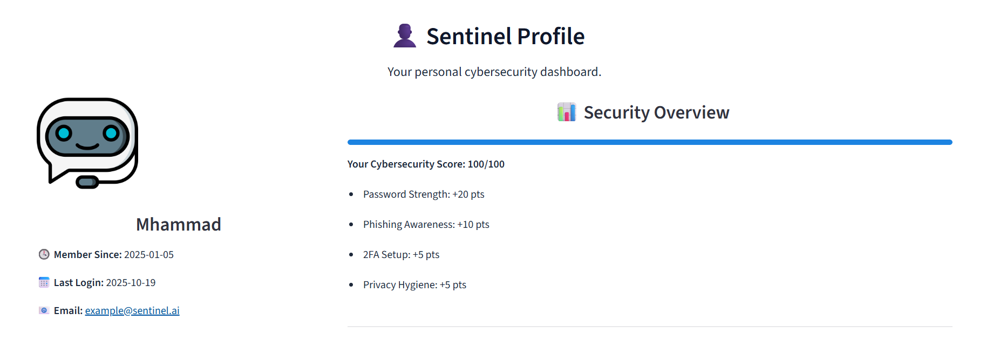 Sentinel Profile
Your personal cybersecurity dashboard.
Security Overview
Your Cybersecurity Score: 100/100
Password Strength: +20 pts
Phishing Awareness: +10 pts
2FA Setup: +5 pts
Privacy Hygiene: +5 pts
Mhammad
Member Since: 2025-01-05
Last Login: 2025-10-19
Email: example@sentinel.ai